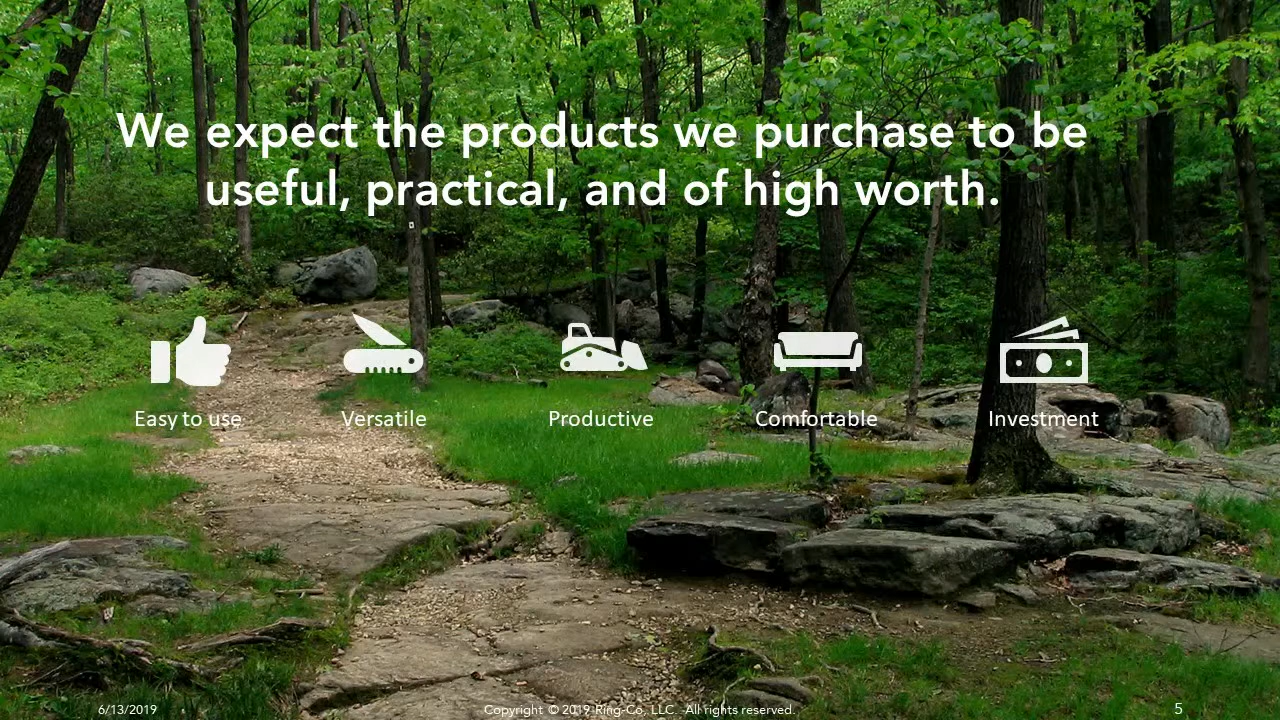 We expect the products we purchase to be
useful, practical, and of high worth.
Easy to use
Versatile
Productive
Comfortable
Investment
6/13/2019
Copyright © 2019 Ring-Co, LLC. All rights reserved.
5